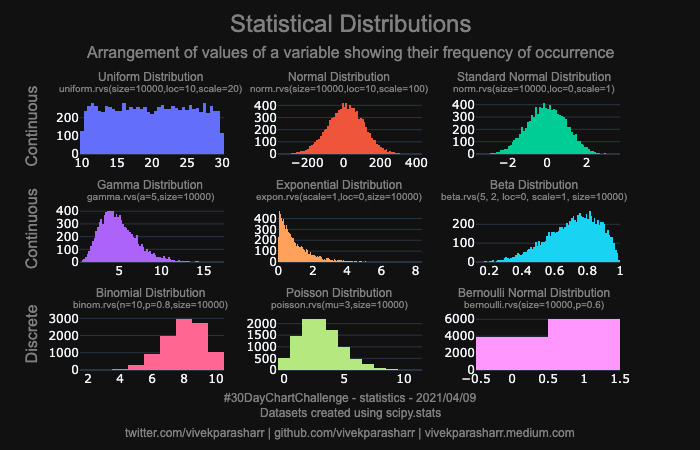 Statistical Distributions
Arrangement of values of a variable showing their frequency of occurrence
Uniform Distribution
uniform.rvs(size=10000,loc=10,scale=20)
Normal Distribution
norm.rvs(size=10000,loc=10,scale=100)
Standard Normal Distribution
norm.rvs(size=10000,loc=0,scale=1)
Continuous
200
100
0
10 15 20 25 30
400
300
200
100
0
−200 0 200 400
400
300
200
100
0
−2 0 2
Gamma Distribution
gamma.rvs(a=5,size=10000)
Exponential Distribution
expon.rvs(scale=1,loc=0,size=10000)
Beta Distribution
beta.rvs(5, 2, loc=0, scale=1, size=10000)
Continuous
400
300
200
100
0
5 10 15
400
200
0
0 2 4 6 8
200
100
0
0.2 0.4 0.6 0.8 1
Binomial Distribution
binom.rvs(n=10,p=0.8,size=10000)
Poisson Distribution
poisson.rvs(mu=3,size=10000)
Bernoulli Normal Distribution
bernoulli.rvs(size=10000,p=0.6)
Discrete
3000
2000
1000
0
2 4 6 8 10
2000
1500
1000
500
0
0 5 10
6000
4000
2000
0
−0.5 0 0.5 1 1.5
#30DayChartChallenge - statistics - 2021/04/09
Datasets created using scipy.stats
twitter.com/vivekparasharr | github.com/vivekparasharr | vivekparasharr.medium.com